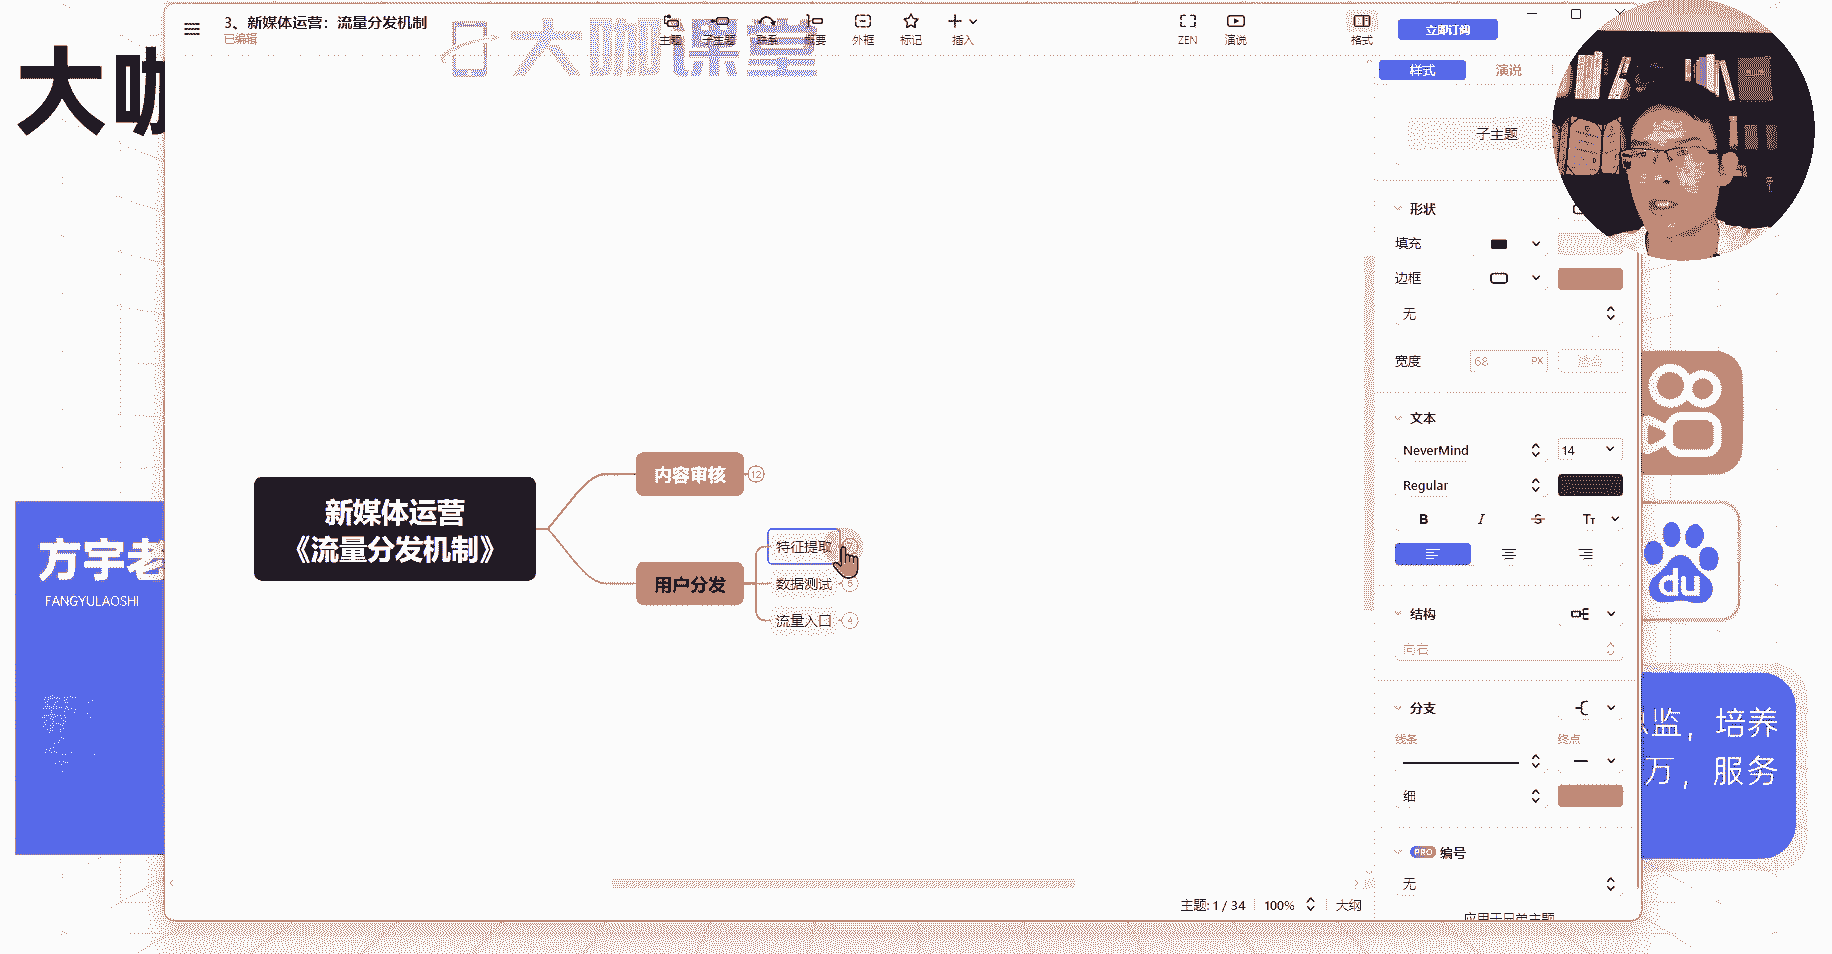 3、新媒体运营：流量分发机制
已编辑
主题
子主题
联系
概要
外框
标记
插入
ZEN
演说
格式
立即订阅
大咖课堂
大咖
样式
演说
子主题
形状
填充
边框
无
宽度
68
PX
文本
NeverMind
14
Regular
B
I
S
Tт
结构
向右
分支
线条
终点
细
PRO
编号
无
内容审核
12
新媒体运营
《流量分发机制》
用户分发
特征提取
数据测试
5
流量入口
4
方宇老
FANGYULAOSHI
du
监，培养
万，服务
主题: 1 / 34
100%
大纲